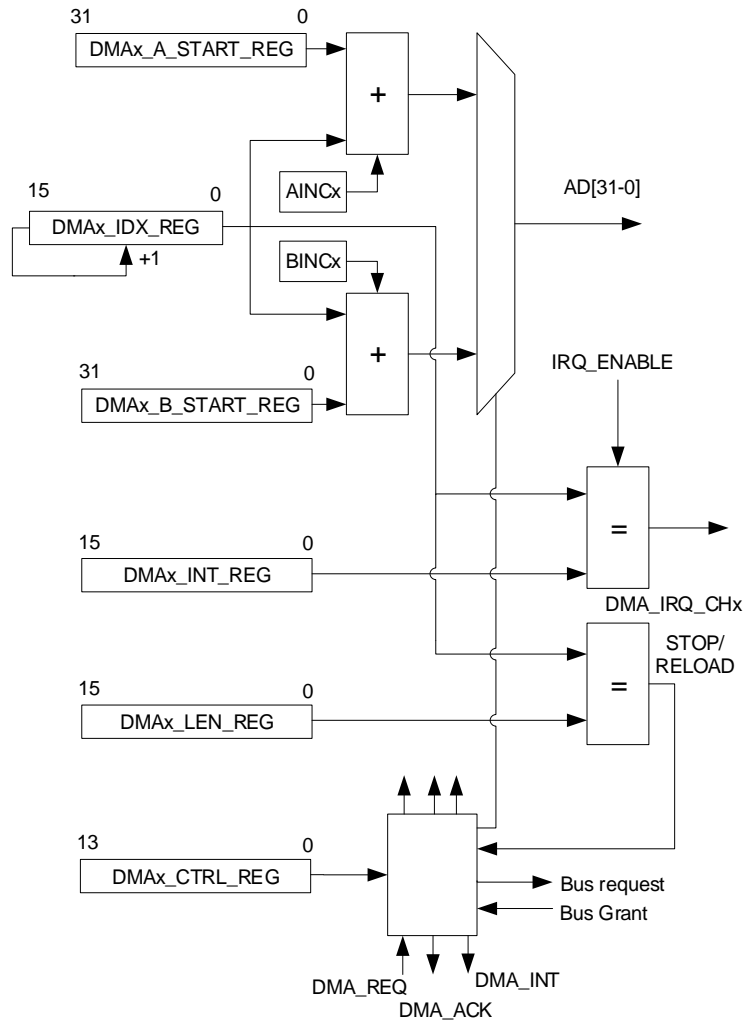 31 0
DMAx_A_START_REG
+
AINCx
15 0
DMAx_IDX_REG
+1
AD[31-0]
BINCx
+
31 0
DMAx_B_START_REG
IRQ_ENABLE
=
15 0
DMAx_INT_REG
DMA_IRQ_CHx
STOP/
RELOAD
=
15 0
DMAx_LEN_REG
13 0
DMAx_CTRL_REG
Bus request
Bus Grant
DMA_REQ
DMA_INT
DMA_ACK